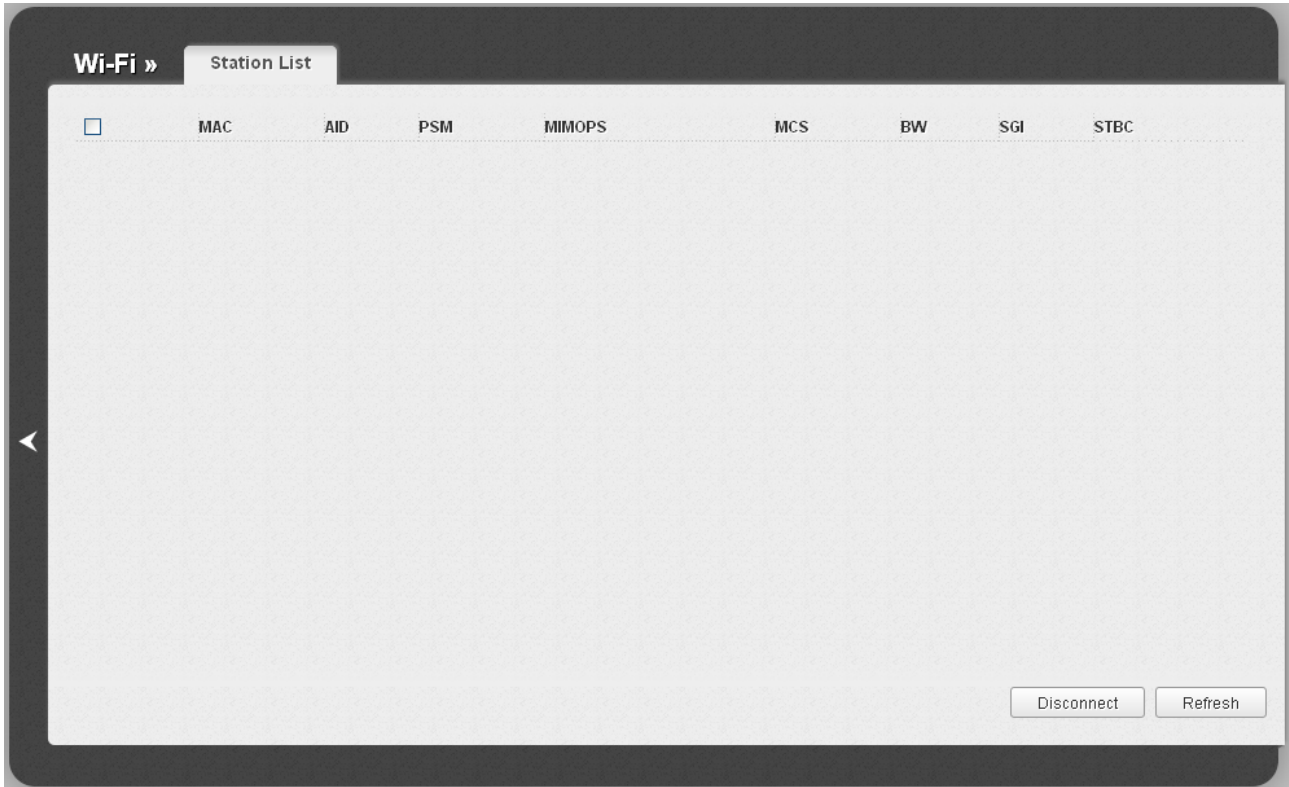 Wi-Fi » Station List
MAC AID PSM MIMOPS MCS BW SGI STBC
Disconnect Refresh